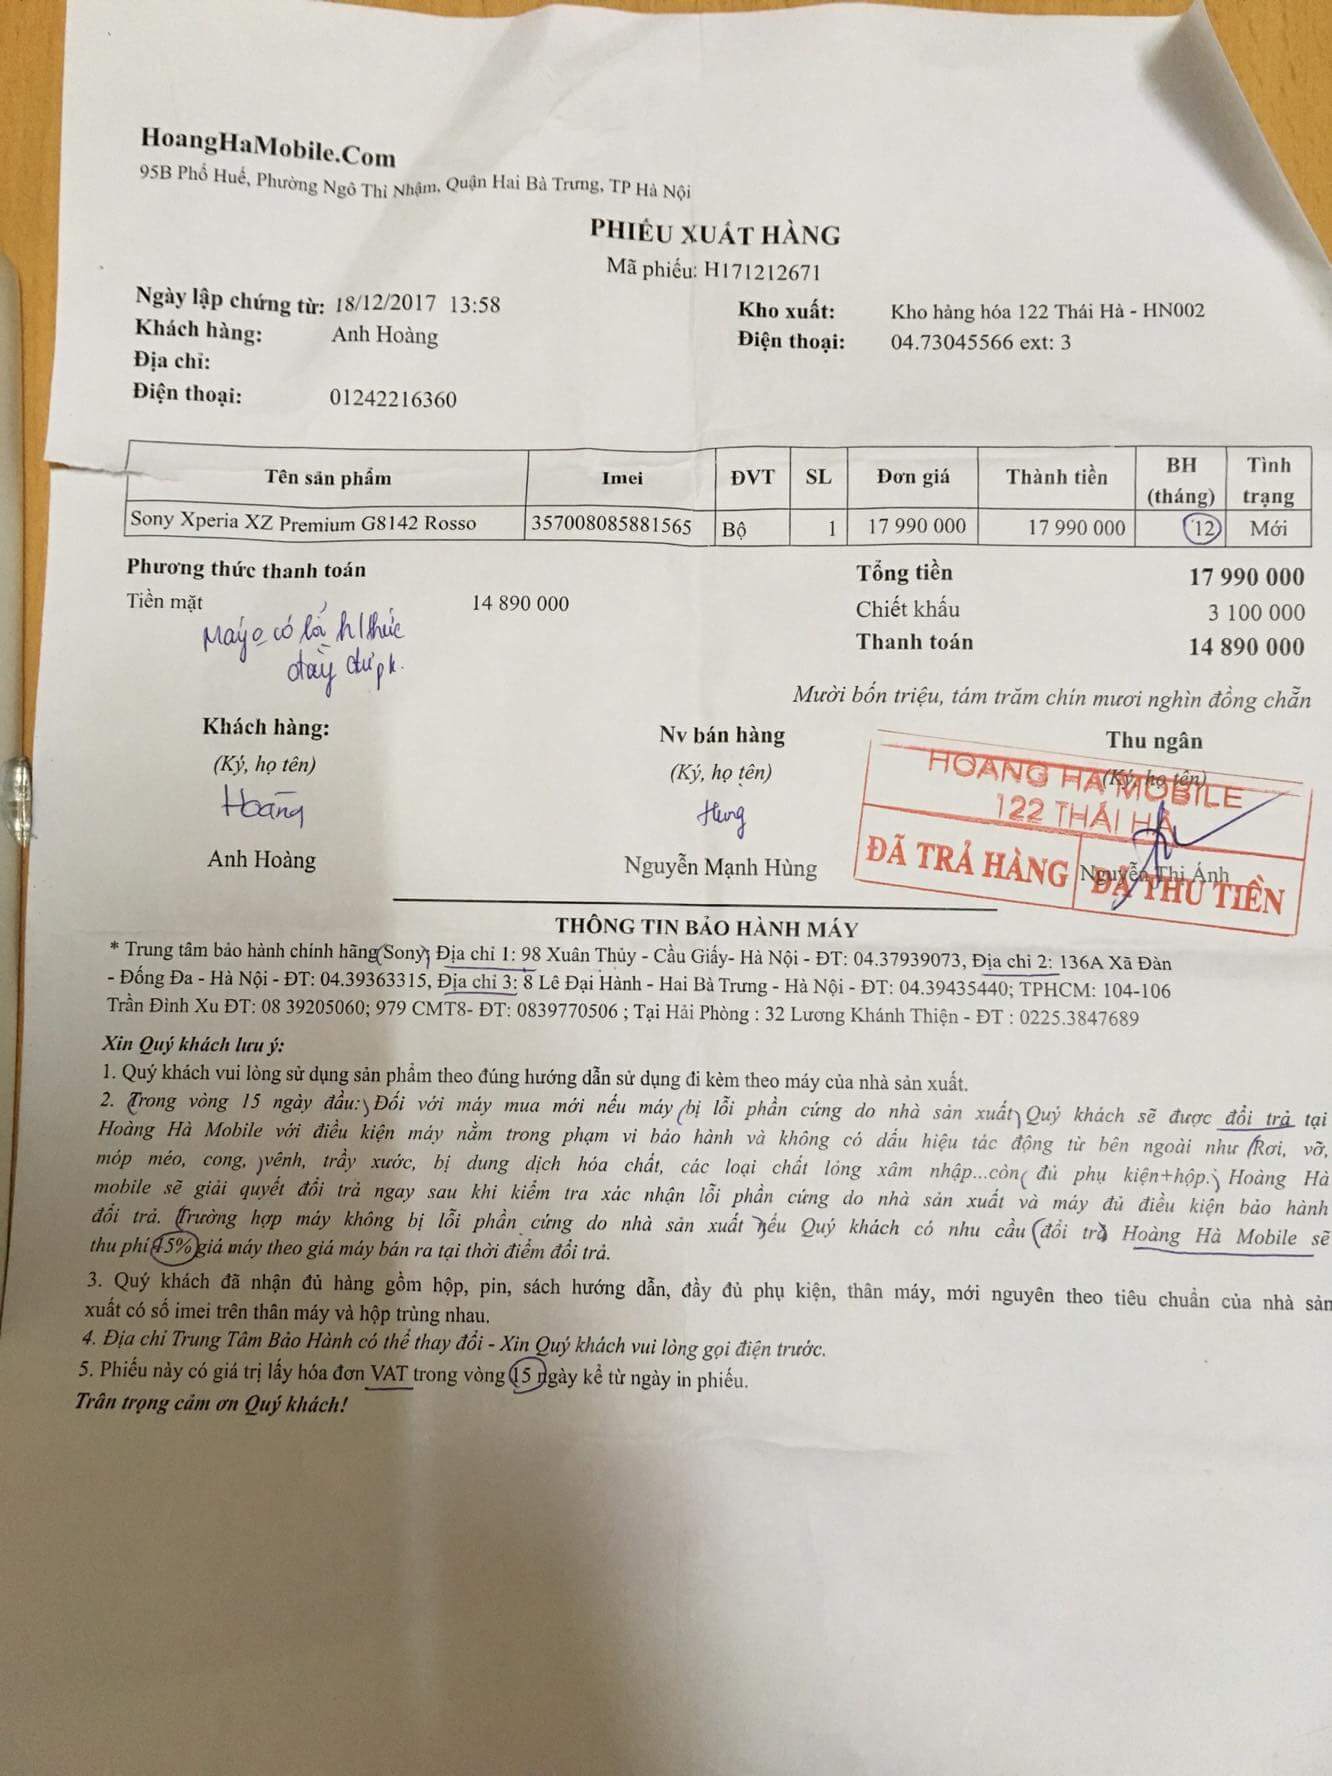 HoangHaMobile.Com
95B Phố Huế, Phường Ngô Thì Nhậm, Quận Hai Bà Trưng, TP Hà Nội
PHIẾU XUẤT HÀNG
Mã phiếu: H171212671
Ngày lập chứng từ: 18/12/2017 13:58
Kho xuất: Kho hàng hóa 122 Thái Hà - HN002
Khách hàng: Anh Hoàng
Điện thoại: 04.73045566 ext: 3
Địa chỉ:
Điện thoại: 01242216360
Tên sản phẩm Imei ĐVT SL Đơn giá Thành tiền BH (tháng) Tình trạng
Sony Xperia XZ Premium G8142 Rosso 357008085881565 Bộ 1 17 990 000 17 990 000 12 Mới
Phương thức thanh toán
Tổng tiền 17 990 000
Tiền mặt 14 890 000
Chiết khấu 3 100 000
Máy có hthức
Thanh toán 14 890 000
đầy đủ pk.
Mười bốn triệu, tám trăm chín mươi nghìn đồng chẵn
Khách hàng: Nv bán hàng Thu ngân
(Ký, họ tên) (Ký, họ tên) (Ký, họ tên)
HOANG HA MOBILE
122 THÁI HÀ
Hoàng Hùng
Anh Hoàng Nguyễn Mạnh Hùng Nguyễn Thị Ánh
ĐÃ TRẢ HÀNG ĐÃ THU TIỀN
THÔNG TIN BẢO HÀNH MÁY
* Trung tâm bảo hành chính hãng Sony: Địa chỉ 1: 98 Xuân Thủy - Cầu Giấy- Hà Nội - ĐT: 04.37939073, Địa chỉ 2: 136A Xã Đàn
- Đống Đa - Hà Nội - ĐT: 04.39363315, Địa chỉ 3: 8 Lê Đại Hành - Hai Bà Trưng - Hà Nội - ĐT: 04.39435440; TPHCM: 104-106
Trần Đình Xu ĐT: 08 39205060; 979 CMT8- ĐT: 0839770506 ; Tại Hải Phòng : 32 Lương Khánh Thiện - ĐT : 0225.3847689
Xin Quý khách lưu ý:
1. Quý khách vui lòng sử dụng sản phẩm theo đúng hướng dẫn sử dụng đi kèm theo máy của nhà sản xuất.
2. Trong vòng 15 ngày đầu: Đối với máy mua mới nếu máy bị lỗi phần cứng do nhà sản xuất Quý khách sẽ được đổi trả tại
Hoàng Hà Mobile với điều kiện máy nằm trong phạm vi bảo hành và không có dấu hiệu tác động từ bên ngoài như Rơi, vỡ,
móp méo, cong, vênh, trầy xước, bị dung dịch hóa chất, các loại chất lỏng xâm nhập...còn đủ phụ kiện+hộp. Hoàng Hà
mobile sẽ giải quyết đổi trả ngay sau khi kiểm tra xác nhận lỗi phần cứng do nhà sản xuất và máy đủ điều kiện bảo hành
đổi trả. Trường hợp máy không bị lỗi phần cứng do nhà sản xuất nếu Quý khách có nhu cầu đổi trả Hoàng Hà Mobile sẽ
thu phí 45% giá máy theo giá máy bán ra tại thời điểm đổi trả.
3. Quý khách đã nhận đủ hàng gồm hộp, pin, sách hướng dẫn, đầy đủ phụ kiện, thân máy, mới nguyên theo tiêu chuẩn của nhà sản
xuất có số imei trên thân máy và hộp trùng nhau.
4. Địa chỉ Trung Tâm Bảo Hành có thể thay đổi - Xin Quý khách vui lòng gọi điện trước.
5. Phiếu này có giá trị lấy hóa đơn VAT trong vòng 15 ngày kể từ ngày in phiếu.
Trân trọng cảm ơn Quý khách!